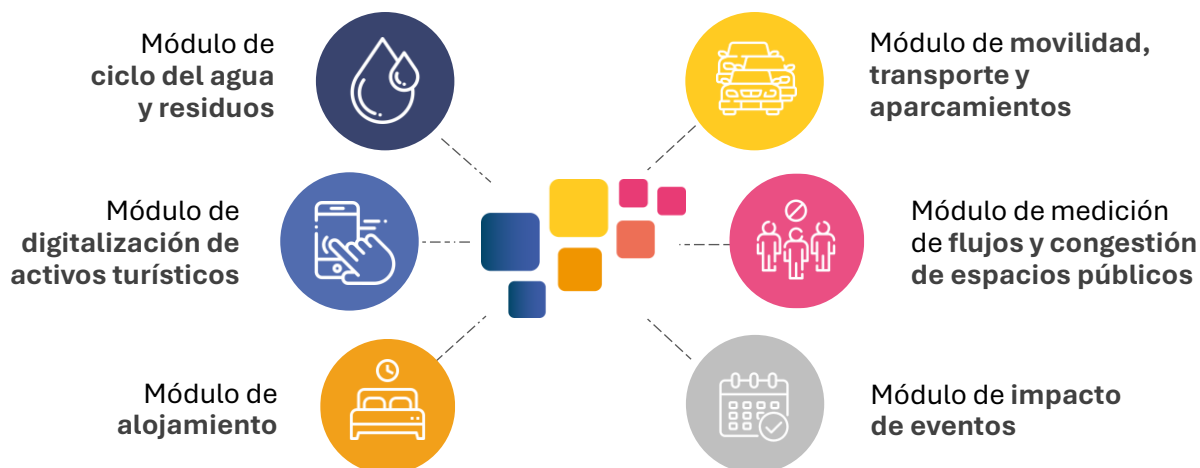 Módulo de
ciclo del agua
y residuos
Módulo de
digitalización de
activos turísticos
Módulo de
alojamiento
Módulo de movilidad,
transporte y
aparcamientos
Módulo de medición
de flujos y congestión
de espacios públicos
Módulo de impacto
de eventos